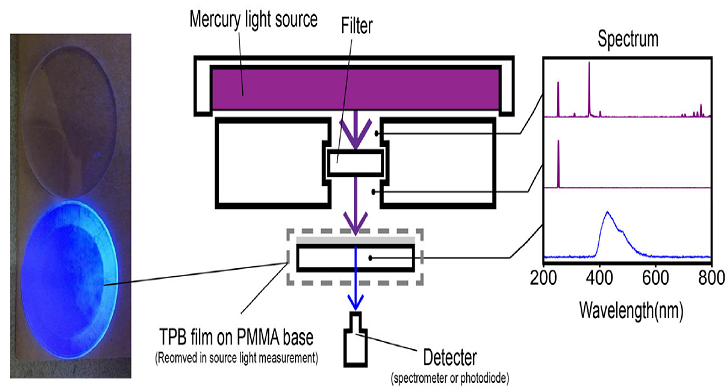 Mercury light source
Filter
Spectrum
200 400 600 800
Wavelength(nm)
TPB film on PMMA base
(Reomved in source light measurement)
Detecter
(spectrometer or photodiode)